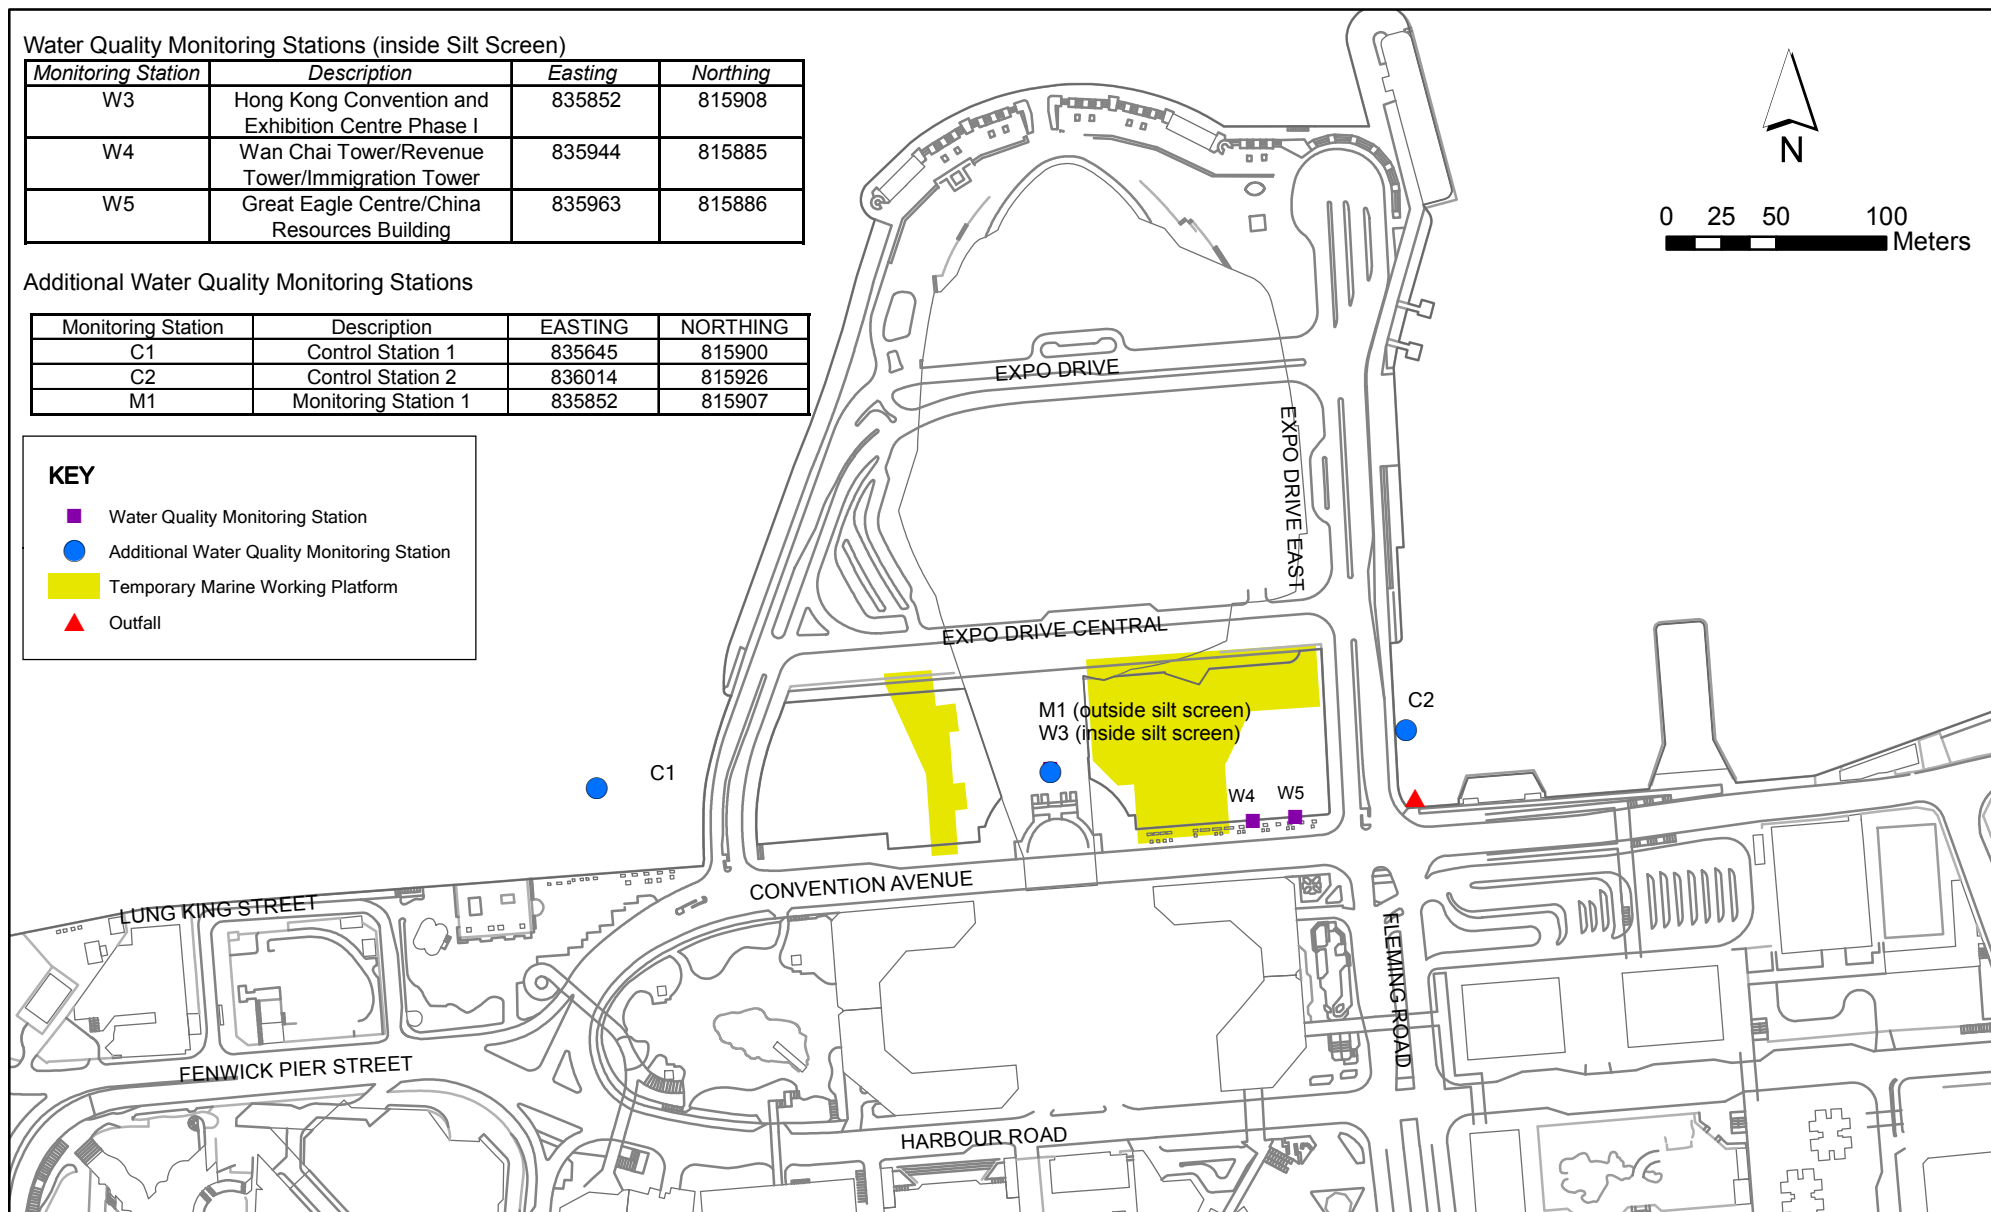 Water Quality Monitoring Stations (inside Silt Screen)
Monitoring Station Description Easting Northing
W3 Hong Kong Convention and 835852 815908
Exhibition Centre Phase I
W4 Wan Chai Tower/Revenue 835944 815885
Tower/Immigration Tower
W5 Great Eagle Centre/China 835963 815886
Resources Building
Additional Water Quality Monitoring Stations
Monitoring Station Description EASTING NORTHING
C1 Control Station 1 835645 815900
C2 Control Station 2 836014 815926
M1 Monitoring Station 1 835852 815907
KEY
Water Quality Monitoring Station
Additional Water Quality Monitoring Station
Temporary Marine Working Platform
Outfall
N
0 25 50 100
Meters
EXPO DRIVE
EXPO DRIVE EAST
EXPO DRIVE CENTRAL
M1 (outside silt screen)
W3 (inside silt screen)
C2
C1
W4 W5
CONVENTION AVENUE
LUNG KING STREET
FLEMING ROAD
FENWICK PIER STREET
HARBOUR ROAD